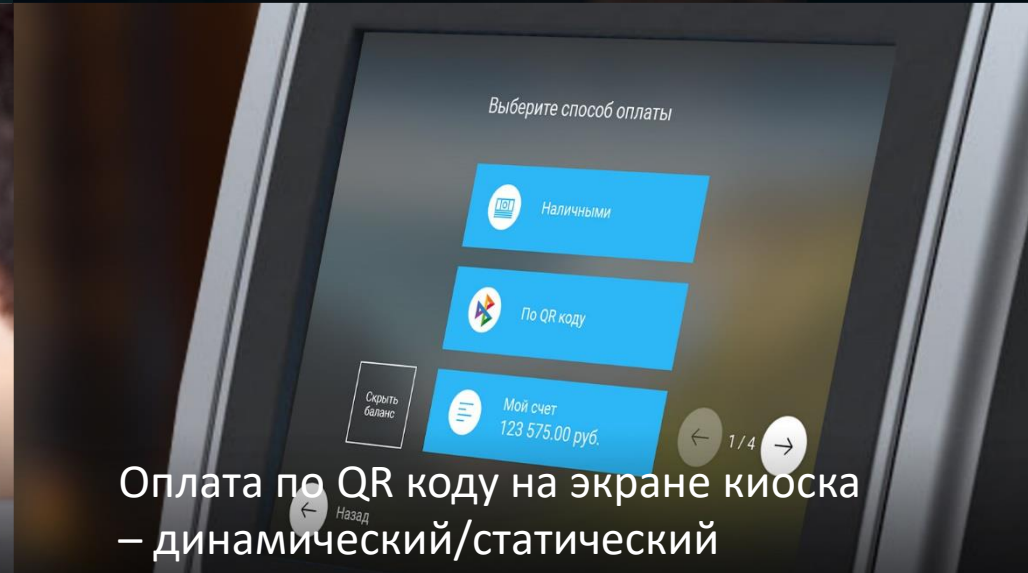 Выберите способ оплаты
Наличными
По QR коду
Скрыть
баланс
Мой счет
123 575.00 руб.
1 / 4
Назад
Оплата по QR коду на экране киоска
– динамический/статический